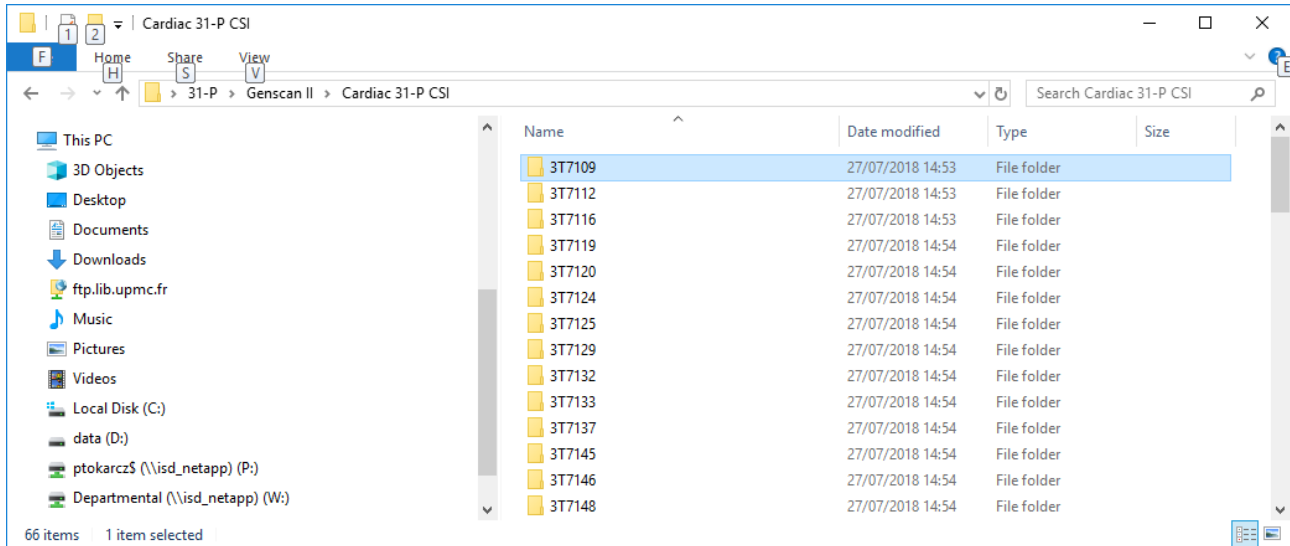 Cardiac 31-P CSI
1 2
F Home Share View
H S V E
31-P > Genscan II > Cardiac 31-P CSI Search Cardiac 31-P CSI
Name Date modified Type Size
This PC
3D Objects 3T7109 27/07/2018 14:53 File folder
Desktop 3T7112 27/07/2018 14:53 File folder
Documents 3T7116 27/07/2018 14:53 File folder
Downloads 3T7119 27/07/2018 14:54 File folder
ftp.lib.upmc.fr 3T7120 27/07/2018 14:54 File folder
Music 3T7124 27/07/2018 14:54 File folder
Pictures 3T7125 27/07/2018 14:54 File folder
Videos 3T7129 27/07/2018 14:54 File folder
Local Disk (C:) 3T7132 27/07/2018 14:54 File folder
data (D:) 3T7133 27/07/2018 14:54 File folder
ptokarcz$ (\\isd_netapp) (P:) 3T7137 27/07/2018 14:54 File folder
Departmental (\\isd_netapp) (W:) 3T7145 27/07/2018 14:54 File folder
3T7146 27/07/2018 14:54 File folder
3T7148 27/07/2018 14:54 File folder
66 items 1 item selected